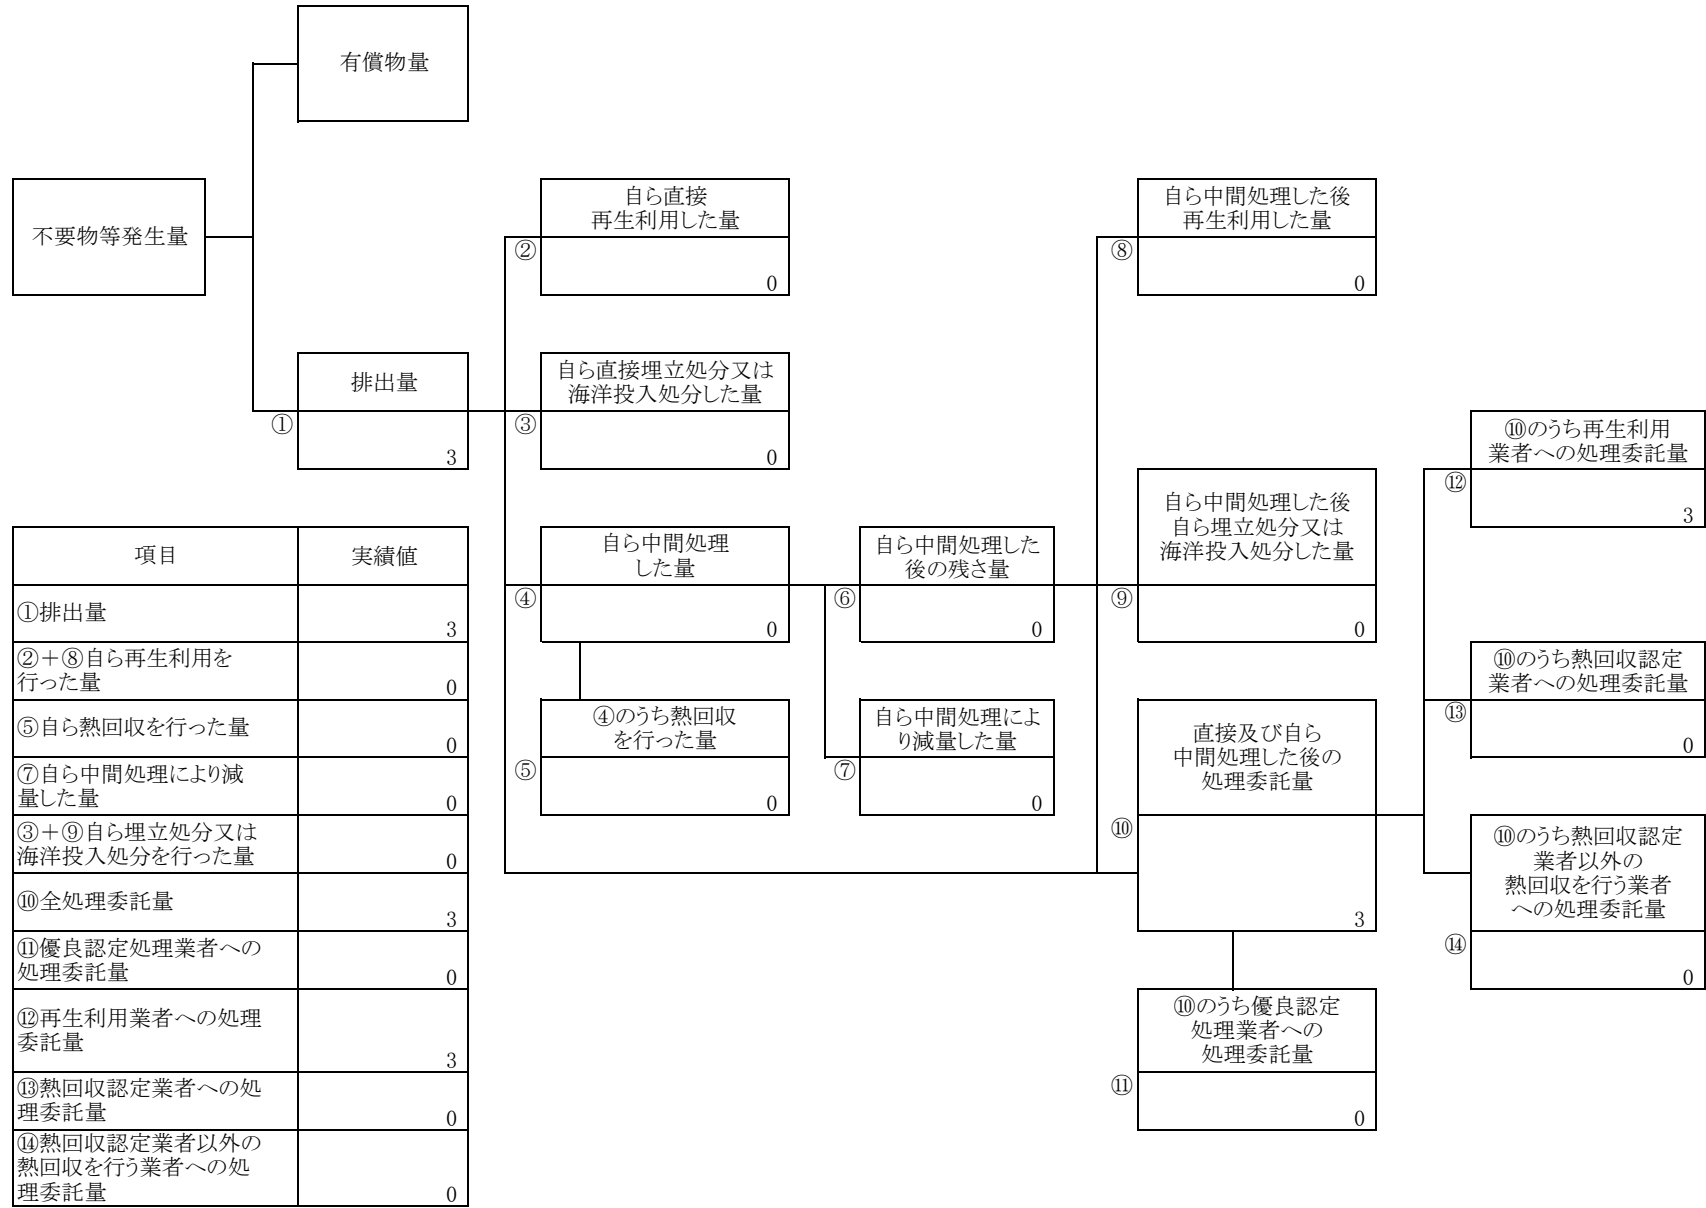 有償物量
不要物等発生量
自ら直接
再生利用した量
②
0
自ら中間処理した後
再生利用した量
⑧
0
排出量
①
3
自ら直接埋立処分又は
海洋投入処分した量
③
0
⑩のうち再生利用
業者への処理委託量
⑫
3
自ら中間処理
した量
④
0
自ら中間処理した
後の残さ量
⑥
0
自ら中間処理した後
自ら埋立処分又は
海洋投入処分した量
⑨
0
⑩のうち熱回収認定
業者への処理委託量
⑬
0
④のうち熱回収
を行った量
⑤
0
自ら中間処理によ
り減量した量
⑦
0
直接及び自ら
中間処理した後の
処理委託量
⑩
3
⑩のうち熱回収認定
業者以外の
熱回収を行う業者
への処理委託量
⑭
0
⑩のうち優良認定
処理業者への
処理委託量
⑪
0
項目
実績値
①排出量
3
②＋⑧自ら再生利用を
行った量
0
⑤自ら熱回収を行った量
0
⑦自ら中間処理により減
量した量
0
③＋⑨自ら埋立処分又は
海洋投入処分を行った量
0
⑩全処理委託量
3
⑪優良認定処理業者への
処理委託量
0
⑫再生利用業者への処理
委託量
3
⑬熱回収認定業者への処
理委託量
0
⑭熱回収認定業者以外の
熱回収を行う業者への処
理委託量
0